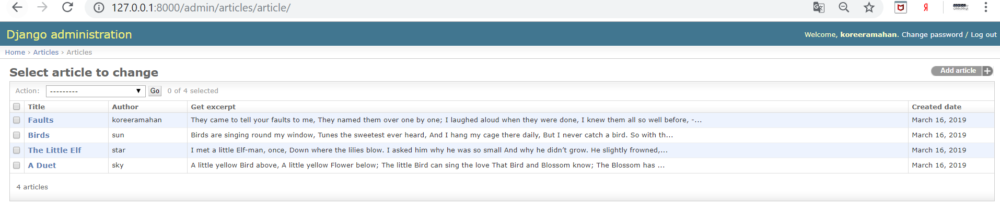 127.0.0.1:8000/admin/articles/article/
Django administration
Welcome, koreeramahan. Change password / Log out
Home › Articles › Articles
Select article to change
Add article +
Action: --------- Go 0 of 4 selected
Title Author Get excerpt Created date
Faults koreeramahan They came to tell your faults to me, They named them over one by one; I laughed aloud when they were done, I knew them all so well before, -... March 16, 2019
Birds sun Birds are singing round my window, Tunes the sweetest ever heard, And I hang my cage there daily, But I never catch a bird. So with th... March 16, 2019
The Little Elf star I met a little Elf-man, once, Down where the lilies blow. I asked him why he was so small And why he didn’t grow. He slightly frowned,... March 16, 2019
A Duet sky A little yellow Bird above, A little yellow Flower below; The little Bird can sing the love That Bird and Blossom know; The Blossom has ... March 16, 2019
4 articles